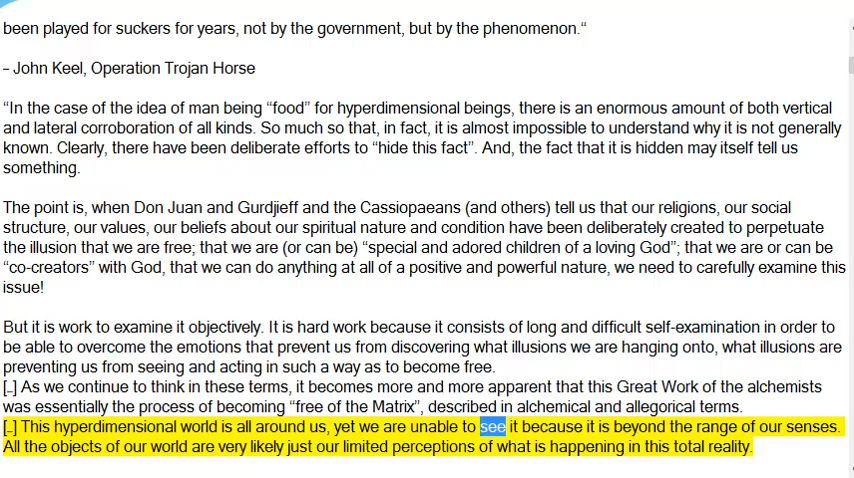 been played for suckers for years, not by the government, but by the phenomenon.“
– John Keel, Operation Trojan Horse
“In the case of the idea of man being “food” for hyperdimensional beings, there is an enormous amount of both vertical
and lateral corroboration of all kinds. So much so that, in fact, it is almost impossible to understand why it is not generally
known. Clearly, there have been deliberate efforts to “hide this fact”. And, the fact that it is hidden may itself tell us
something.
The point is, when Don Juan and Gurdjieff and the Cassiopaeans (and others) tell us that our religions, our social
structure, our values, our beliefs about our spiritual nature and condition have been deliberately created to perpetuate
the illusion that we are free; that we are (or can be) “special and adored children of a loving God”; that we are or can be
“co-creators” with God, that we can do anything at all of a positive and powerful nature, we need to carefully examine this
issue!
But it is work to examine it objectively. It is hard work because it consists of long and difficult self-examination in order to
be able to overcome the emotions that prevent us from discovering what illusions we are hanging onto, what illusions are
preventing us from seeing and acting in such a way as to become free.
[..] As we continue to think in these terms, it becomes more and more apparent that this Great Work of the alchemists
was essentially the process of becoming “free of the Matrix”, described in alchemical and allegorical terms.
[..] This hyperdimensional world is all around us, yet we are unable to see it because it is beyond the range of our senses.
All the objects of our world are very likely just our limited perceptions of what is happening in this total reality.